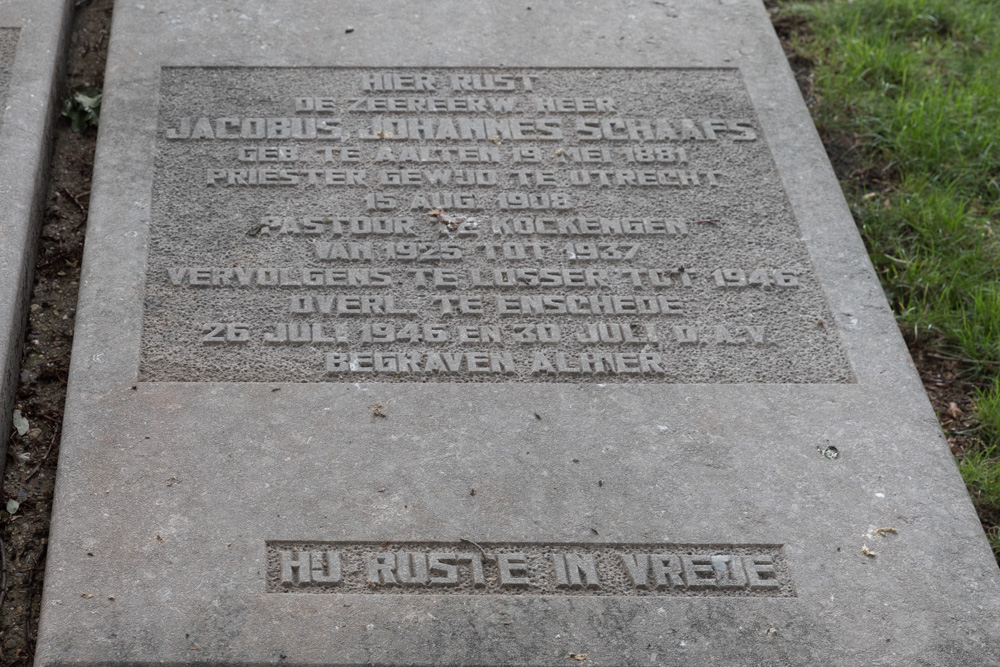 HIER RUST
DE ZEEREERW. HEER
JACOBUS, JOHANNES SCHAAFS
GEB TE AALTEN 19 MEI 1881
PRIESTER GEWIJD TE UTRECHT
15 AUG. 1908
PASTOOR TE KOCKENGEN
VAN 1925 TOT 1937
VERVOLGENS TE LOSSER TOT 1946
OVERL. TE ENSCHEDE
26 JULI 1946 EN 30 JULI D.A.V.
BEGRAVEN ALHIER
HIJ RUSTE IN VREDE